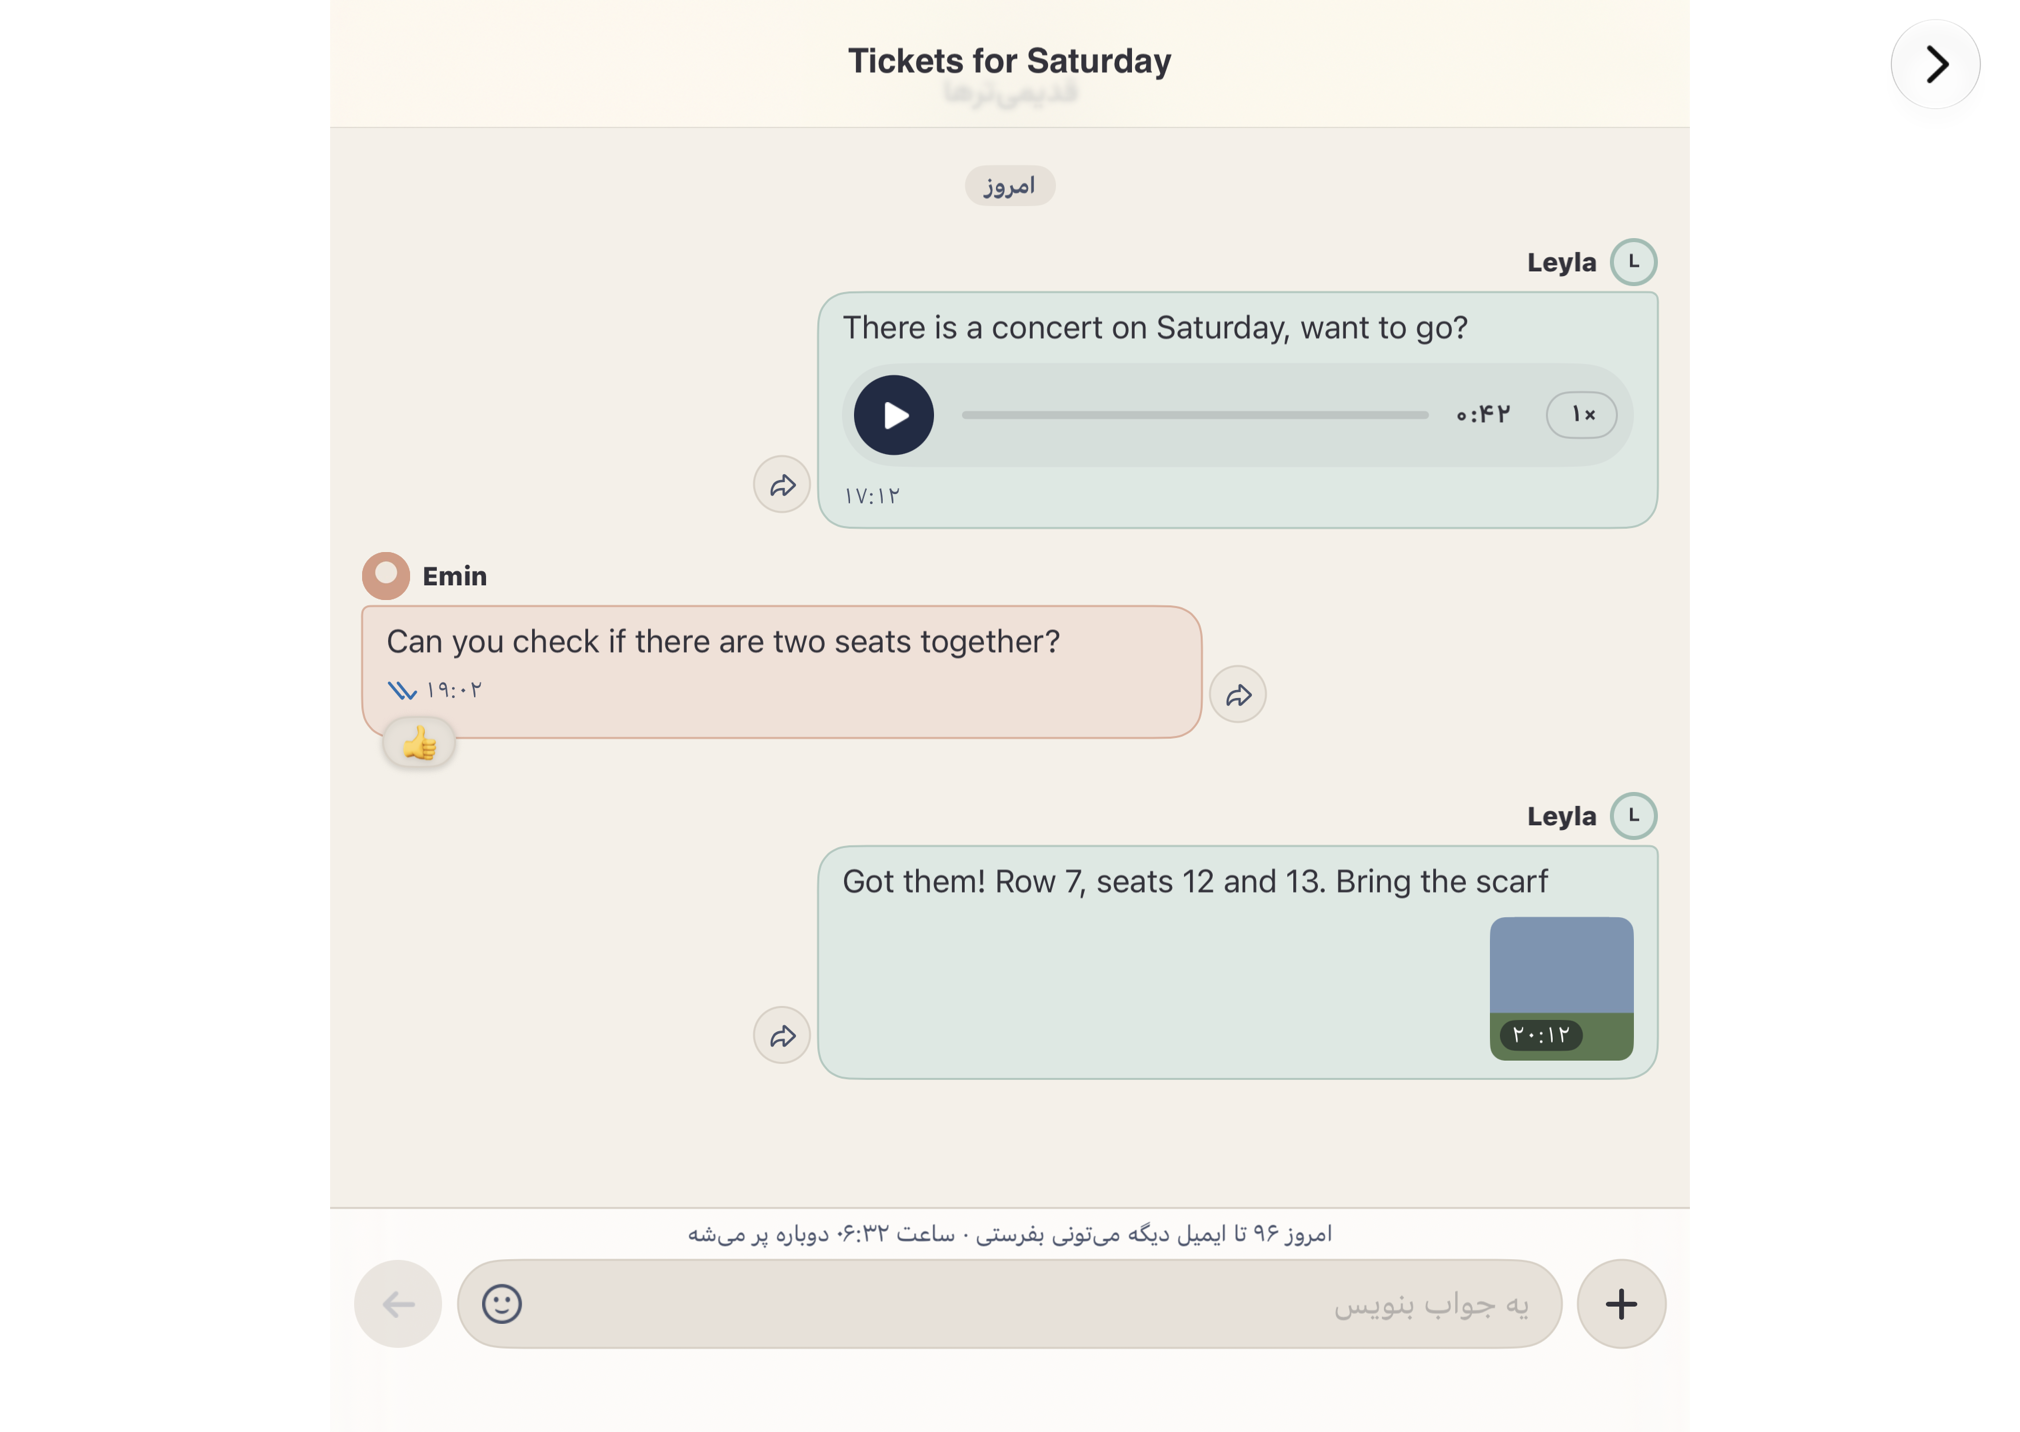 Tickets for Saturday
قدیمی‌ترها
امروز
Leyla
L
There is a concert on Saturday, want to go?
۰:۴۲
۱×
۱۷:۱۲
Emin
Can you check if there are two seats together?
۱۹:۰۲
👍
Leyla
L
Got them! Row 7, seats 12 and 13. Bring the scarf
۲۰:۱۲
امروز ۹۶ تا ایمیل دیگه می‌تونی بفرستی · ساعت ۰۶:۳۲ دوباره پر می‌شه
یه جواب بنویس